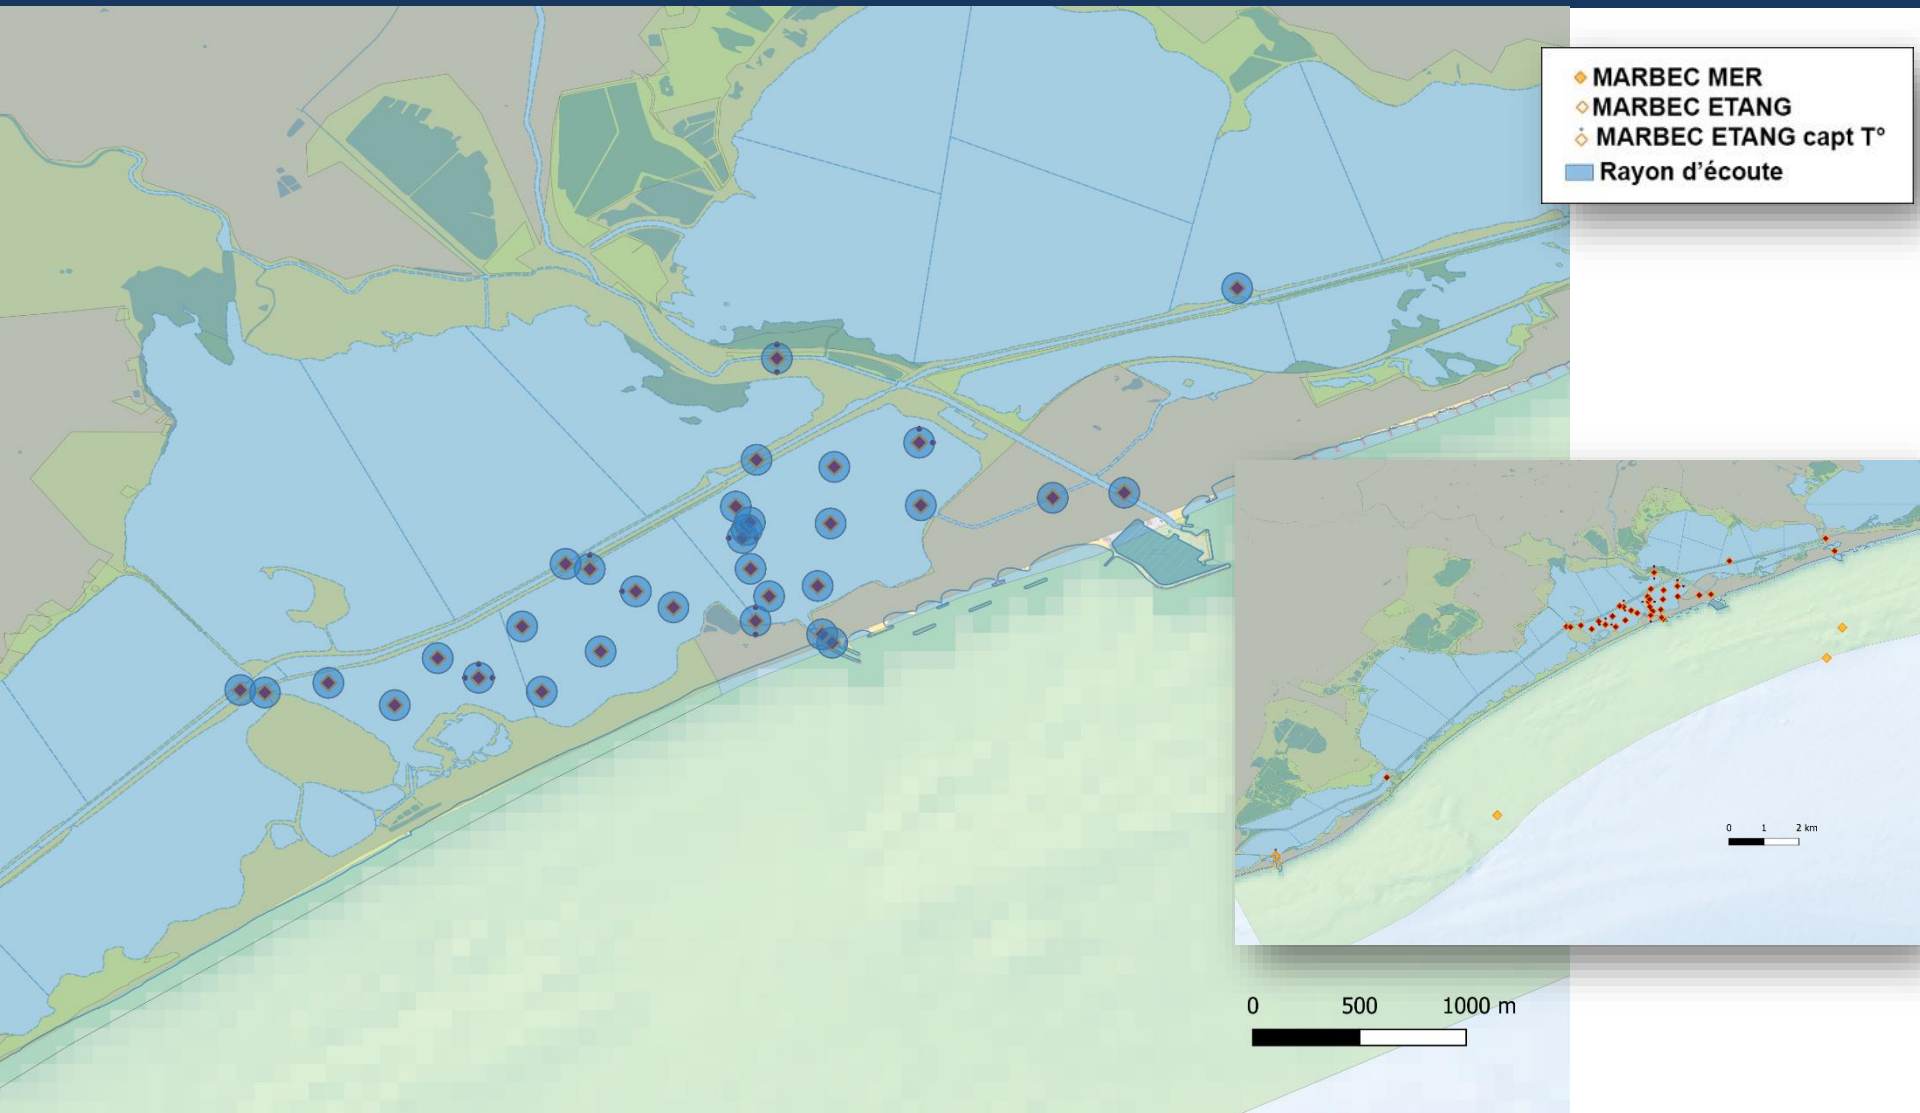 MARBEC MER
MARBEC ETANG
MARBEC ETANG capt T°
Rayon d'écoute
0 1 2 km
0 500 1000 m